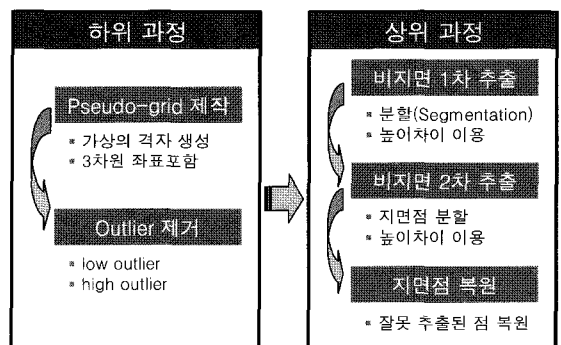 하위 과정
Pseudo-grid 제작
가상의 격자 생성
3차원 좌표포함
Outlier 제거
low outlier
high outlier
상위 과정
비지면 1차 추출
분할(Segmentation)
높이차이 이용
비지면 2차 추출
지면점 분할
높이차이 이용
지면점 복원
잘못 추출된 점 복원